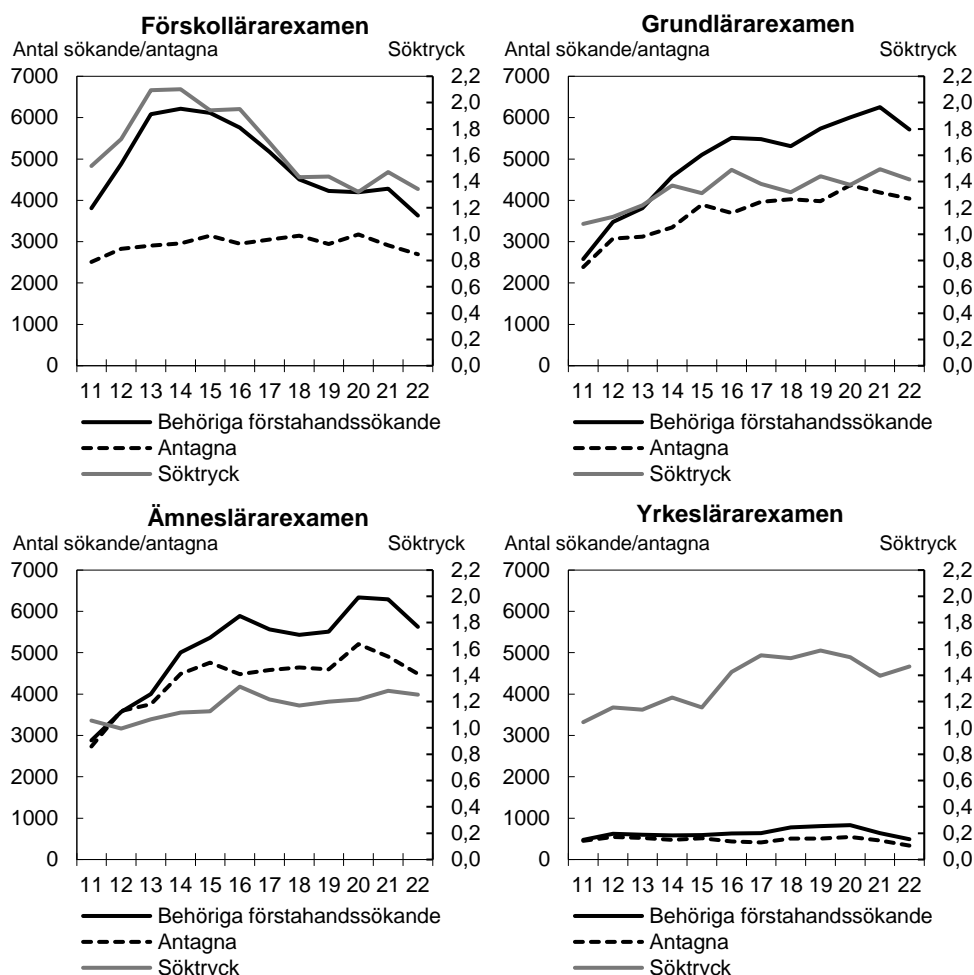 Förskollärarexamen
Antal sökande/antagna Söktryck
7000 2,2
6000 2,0
5000 1,8
4000 1,6
3000 1,4
2000 1,2
1000 1,0
0 0,8
0,6
0,4
0,2
0,0
11 12 13 14 15 16 17 18 19 20 21 22
Behöriga förstahandssökande
Antagna
Söktryck
Grundlärarexamen
Antal sökande/antagna Söktryck
7000 2,2
6000 2,0
5000 1,8
4000 1,6
3000 1,4
2000 1,2
1000 1,0
0 0,8
0,6
0,4
0,2
0,0
11 12 13 14 15 16 17 18 19 20 21 22
Behöriga förstahandssökande
Antagna
Söktryck
Ämneslärarexamen
Antal sökande/antagna Söktryck
7000 2,2
6000 2,0
5000 1,8
4000 1,6
3000 1,4
2000 1,2
1000 1,0
0 0,8
0,6
0,4
0,2
0,0
11 12 13 14 15 16 17 18 19 20 21 22
Behöriga förstahandssökande
Antagna
Söktryck
Yrkeslärarexamen
Antal sökande/antagna Söktryck
7000 2,2
6000 2,0
5000 1,8
4000 1,6
3000 1,4
2000 1,2
1000 1,0
0 0,8
0,6
0,4
0,2
0,0
11 12 13 14 15 16 17 18 19 20 21 22
Behöriga förstahandssökande
Antagna
Söktryck